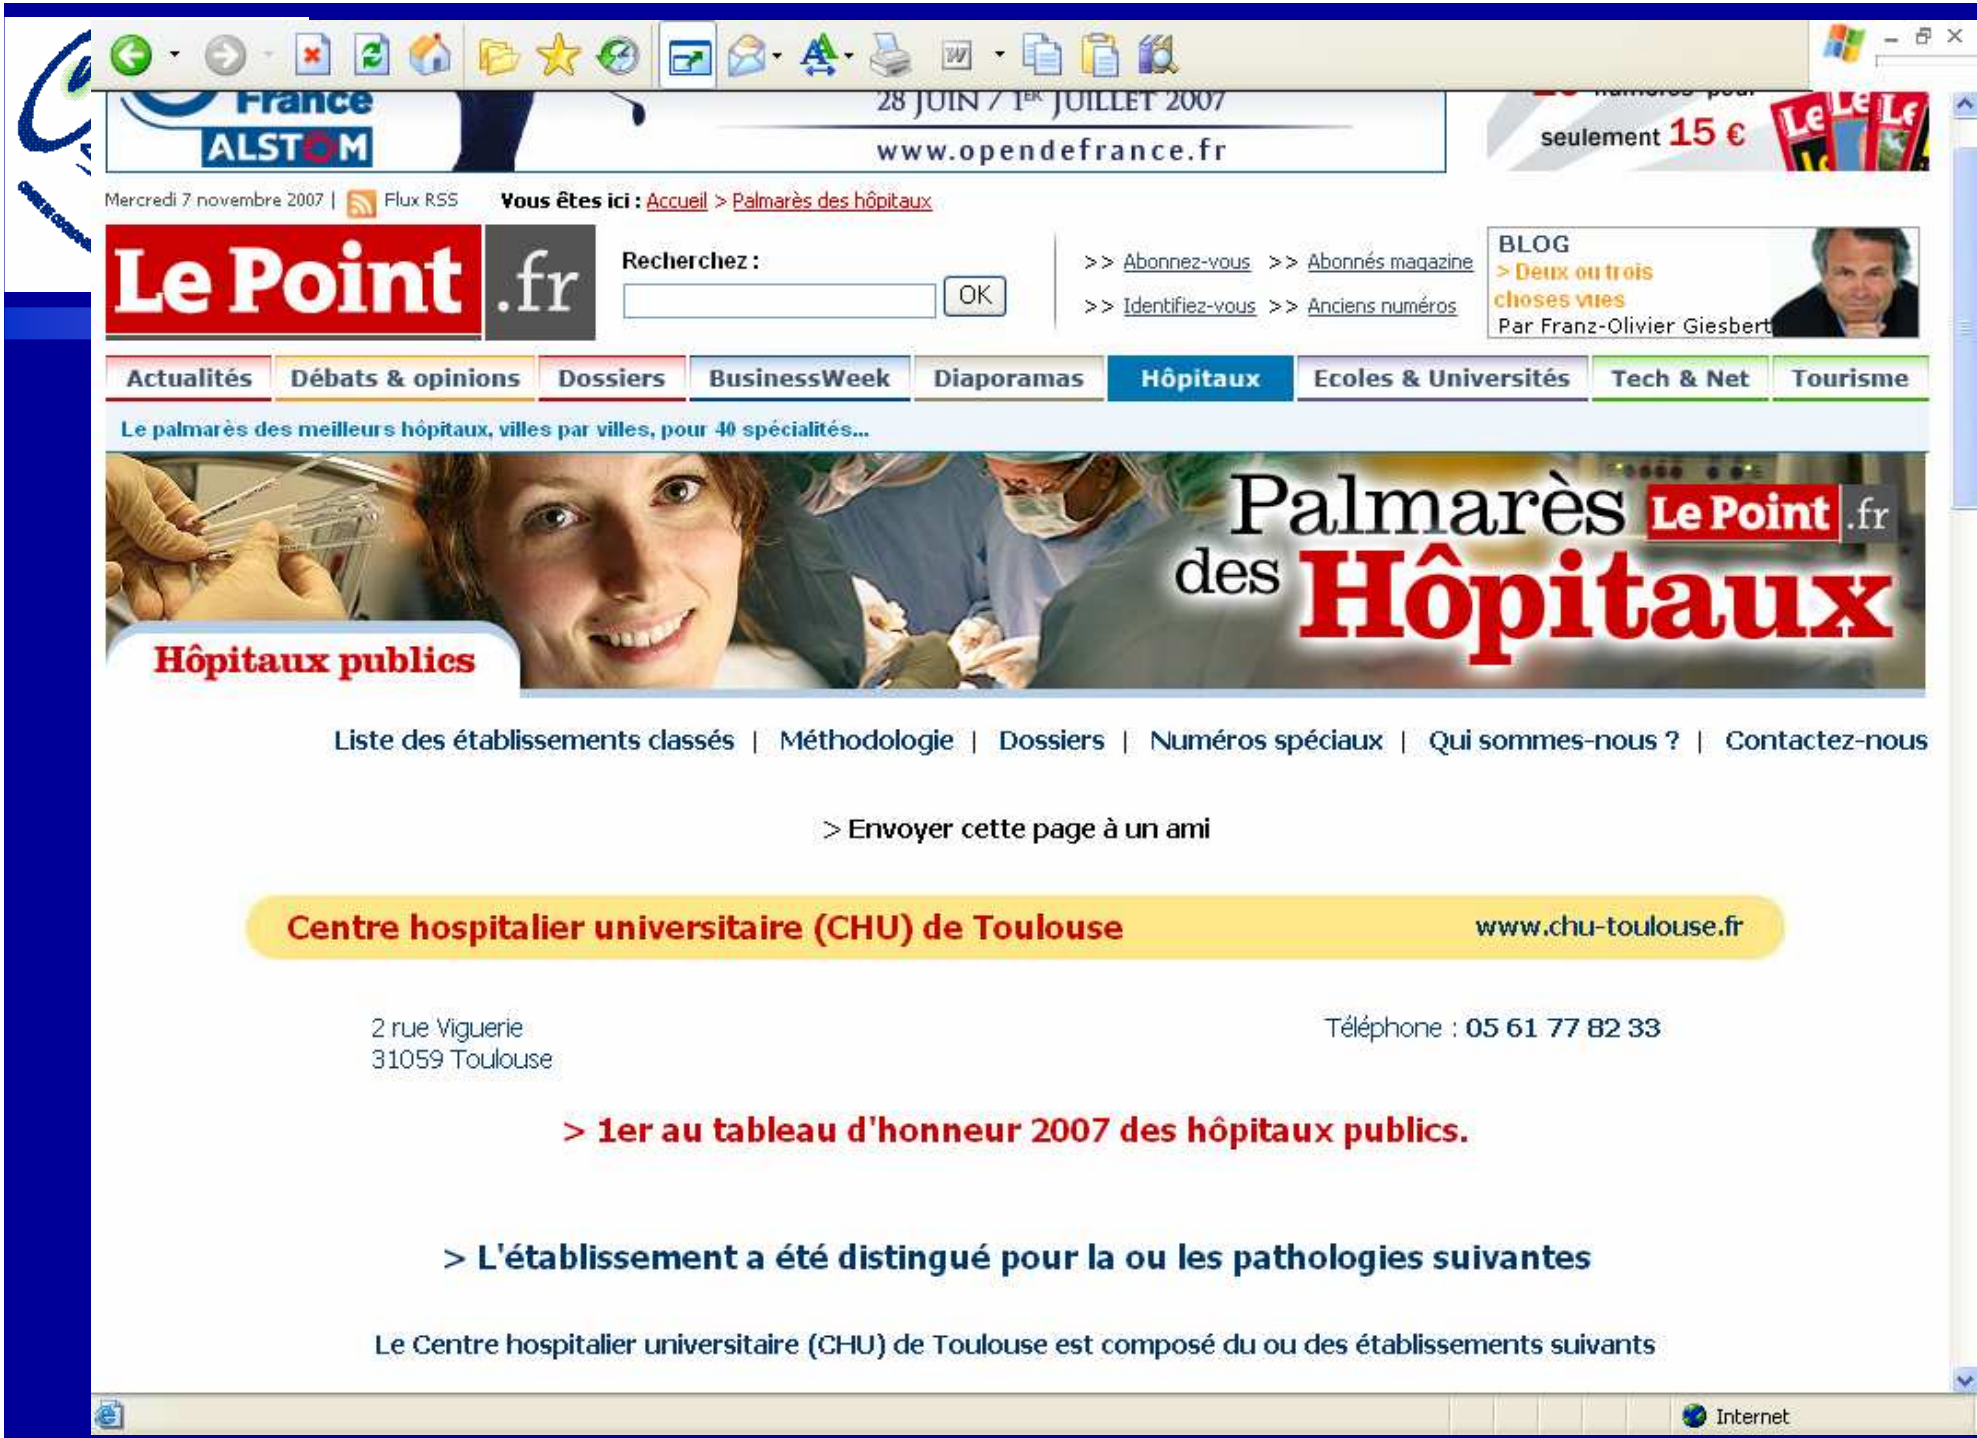 France
ALSTOM
28 JUIN / 1ER JUILLET 2007
www.opendefrance.fr
seulement 15 €
Mercredi 7 novembre 2007 | Flux RSS Vous êtes ici : Accueil > Palmarès des hôpitaux
Le Point .fr
Recherchez :
OK
>> Abonnez-vous >> Abonnés magazine
>> Identifiez-vous >> Anciens numéros
BLOG
> Deux ou trois
choses vues
Par Franz-Olivier Giesbert
Actualités Débats & opinions Dossiers BusinessWeek Diaporamas Hôpitaux Ecoles & Universités Tech & Net Tourisme
Le palmarès des meilleurs hôpitaux, villes par villes, pour 40 spécialités...
Palmarès Le Point .fr
des Hôpitaux
Hôpitaux publics
Liste des établissements classés | Méthodologie | Dossiers | Numéros spéciaux | Qui sommes-nous ? | Contactez-nous
> Envoyer cette page à un ami
Centre hospitalier universitaire (CHU) de Toulouse www.chu-toulouse.fr
2 rue Viguerie
31059 Toulouse
Téléphone : 05 61 77 82 33
> 1er au tableau d'honneur 2007 des hôpitaux publics.
> L'établissement a été distingué pour la ou les pathologies suivantes
Le Centre hospitalier universitaire (CHU) de Toulouse est composé du ou des établissements suivants
Internet